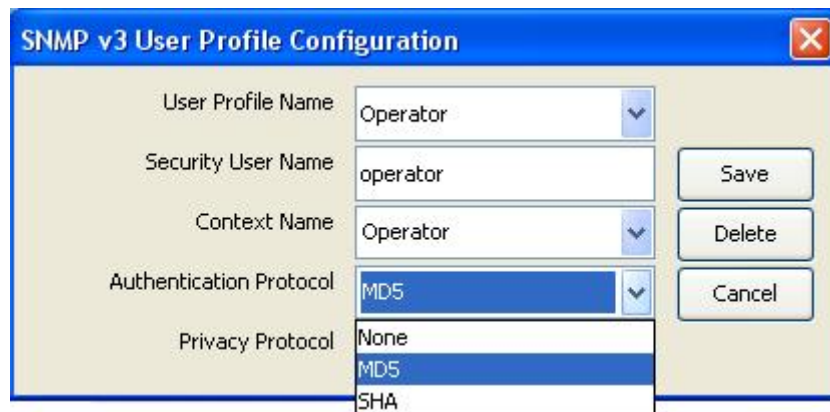 SNMP v3 User Profile Configuration
User Profile Name Operator
Security User Name operator Save
Context Name Operator Delete
Authentication Protocol MD5 Cancel
Privacy Protocol None
MD5
SHA